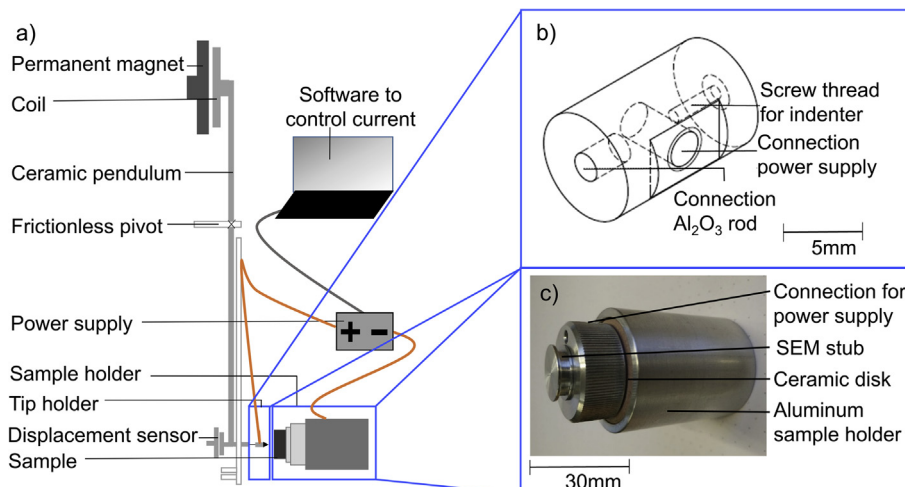 a)
Permanent magnet
Coil
Software to
control current
Ceramic pendulum
Frictionless pivot
Power supply
+ −
Sample holder
Tip holder
Displacement sensor
Sample
b)
Screw thread
for indenter
Connection
power supply
Connection
Al₂O₃ rod
5mm
c)
Connection for
power supply
SEM stub
Ceramic disk
Aluminum
sample holder
30mm